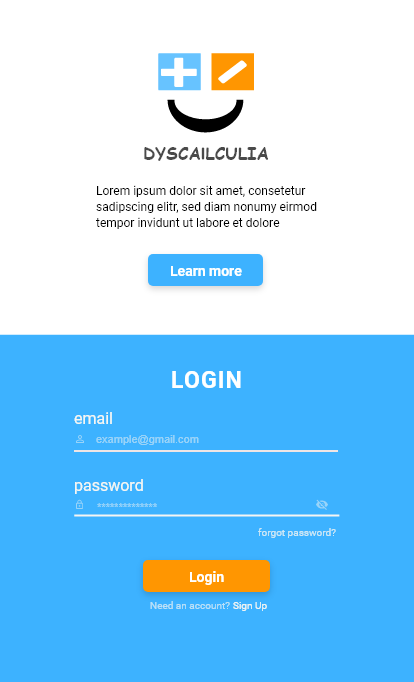 DYSCAILCULIA
Lorem ipsum dolor sit amet, consetetur
sadipscing elitr, sed diam nonumy eirmod
tempor invidunt ut labore et dolore
Learn more
LOGIN
email
example@gmail.com
password
**************
forgot password?
Login
Need an account? Sign Up